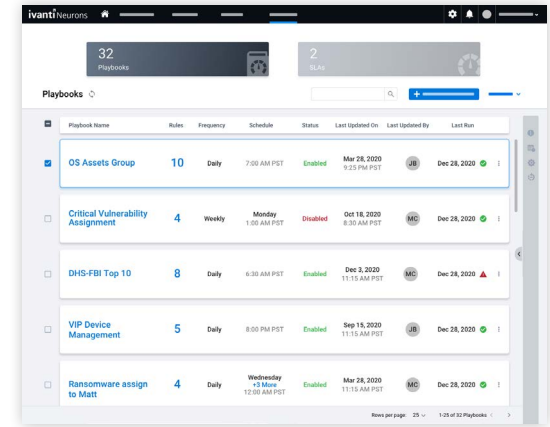 ivanti Neurons
32
Playbooks
2
SLAs
Playbooks
Playbook Name Rules Frequency Schedule Status Last Updated On Last Updated By Last Run
OS Assets Group 10 Daily 7:00 AM PST Enabled Mar 28, 2020 9:25 PM PST JB Dec 28, 2020
Critical Vulnerability Assignment 4 Weekly Monday 1:00 AM PST Disabled Oct 18, 2020 8:30 AM PST MC Dec 28, 2020
DHS-FBI Top 10 8 Daily 6:30 AM PST Enabled Dec 3, 2020 11:15 AM PST MC Dec 28, 2020
VIP Device Management 5 Daily 8:00 PM PST Enabled Sep 15, 2020 11:15 AM PST JB Dec 28, 2020
Ransomware assign to Matt 4 Daily Wednesday +3 More 12:00 AM PST Enabled Mar 28, 2020 11:15 AM PST MC Dec 28, 2020
Rows per page: 25 1-25 of 32 Playbooks